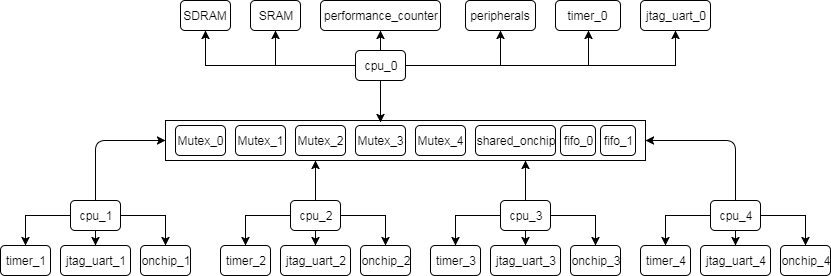 SDRAM SRAM performance_counter peripherals timer_0 jtag_uart_0
cpu_0
Mutex_0 Mutex_1 Mutex_2 Mutex_3 Mutex_4 shared_onchip fifo_0 fifo_1
cpu_1 cpu_2 cpu_3 cpu_4
timer_1 jtag_uart_1 onchip_1 timer_2 jtag_uart_2 onchip_2 timer_3 jtag_uart_3 onchip_3 timer_4 jtag_uart_4 onchip_4